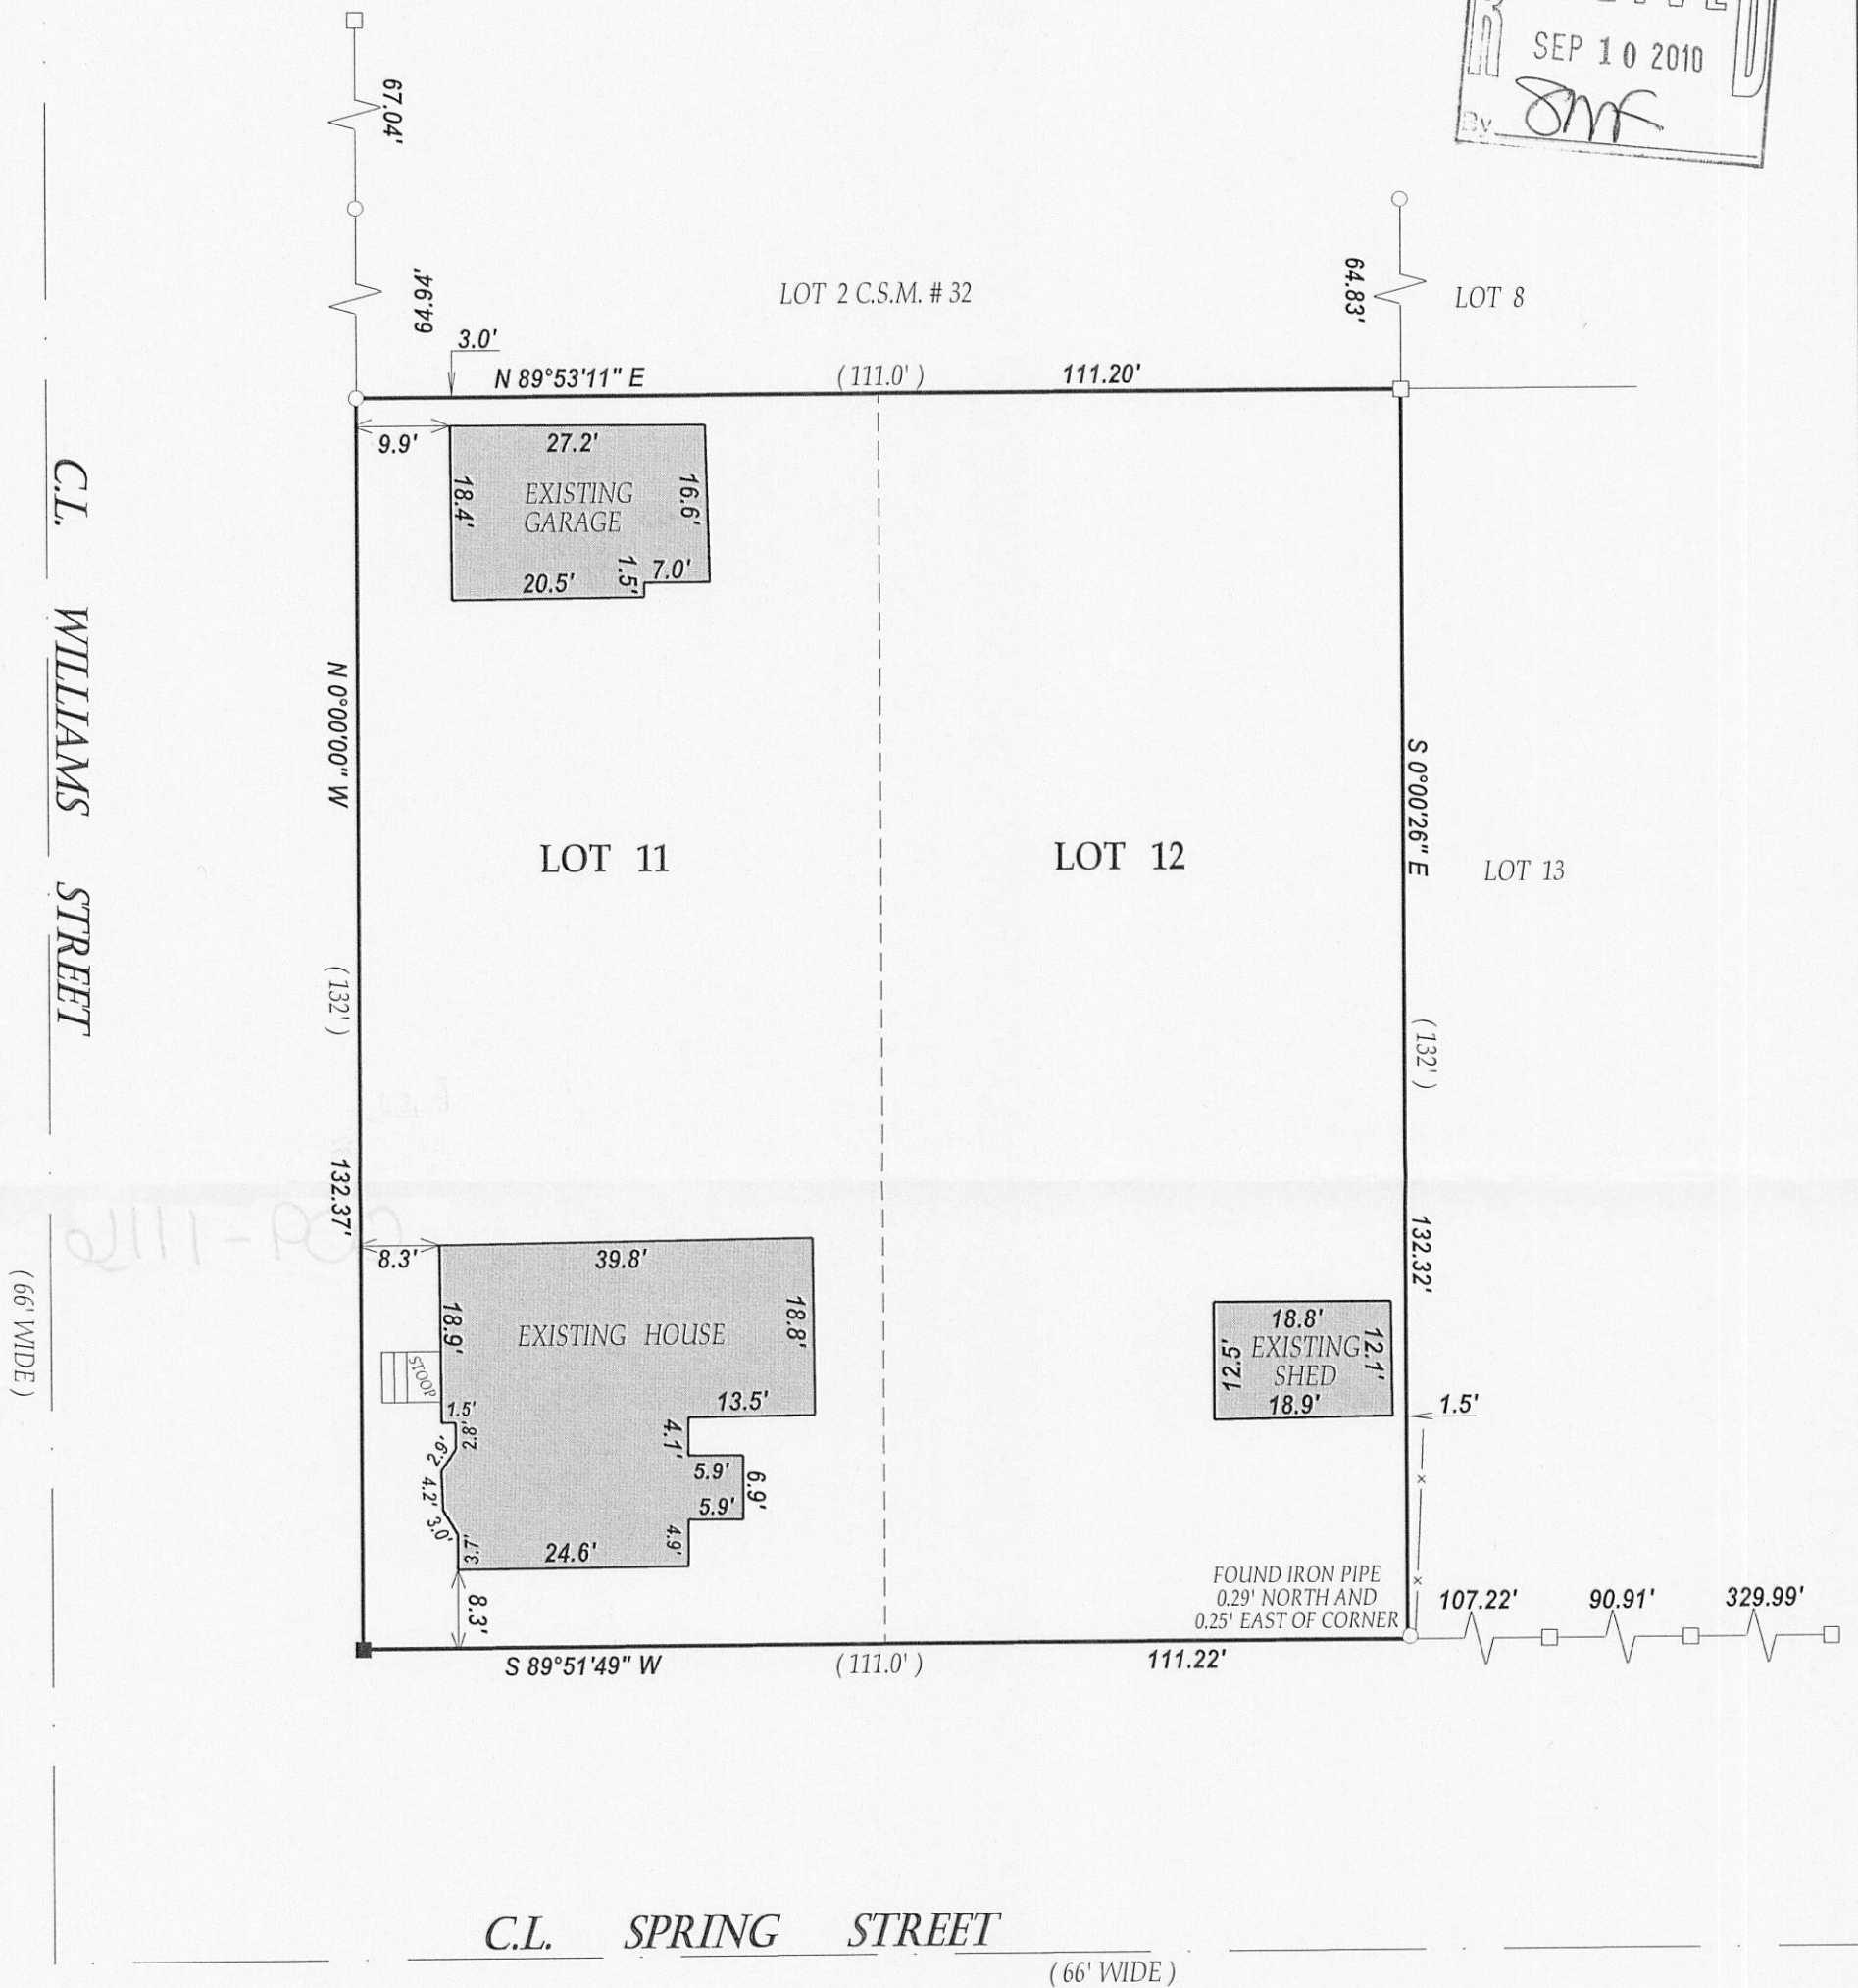 SEP 10 2010
By
67.04'
64.94'
64.83'
LOT 2 C.S.M. # 32
LOT 8
3.0'
N 89°53'11" E
( 111.0' )
111.20'
9.9'
27.2'
18.4'
EXISTING
GARAGE
16.6'
1.5'
7.0'
20.5'
C.L. WILLIAMS STREET
( 66' WIDE )
N 0°00'00" W
( 132' )
132.37'
LOT 11
LOT 12
S 0°00'26" E
( 132' )
132.32'
LOT 13
8.3'
39.8'
18.9'
EXISTING HOUSE
18.8'
STOOP
13.5'
1.5'
2.8'
2.9'
4.2'
3.0'
3.7'
4.1'
5.9'
6.9'
5.9'
4.9'
24.6'
8.3'
18.8'
12.5'
EXISTING
SHED
12.1'
18.9'
1.5'
FOUND IRON PIPE
0.29' NORTH AND
0.25' EAST OF CORNER
107.22'
90.91'
329.99'
S 89°51'49" W
( 111.0' )
111.22'
C.L. SPRING STREET
( 66' WIDE )